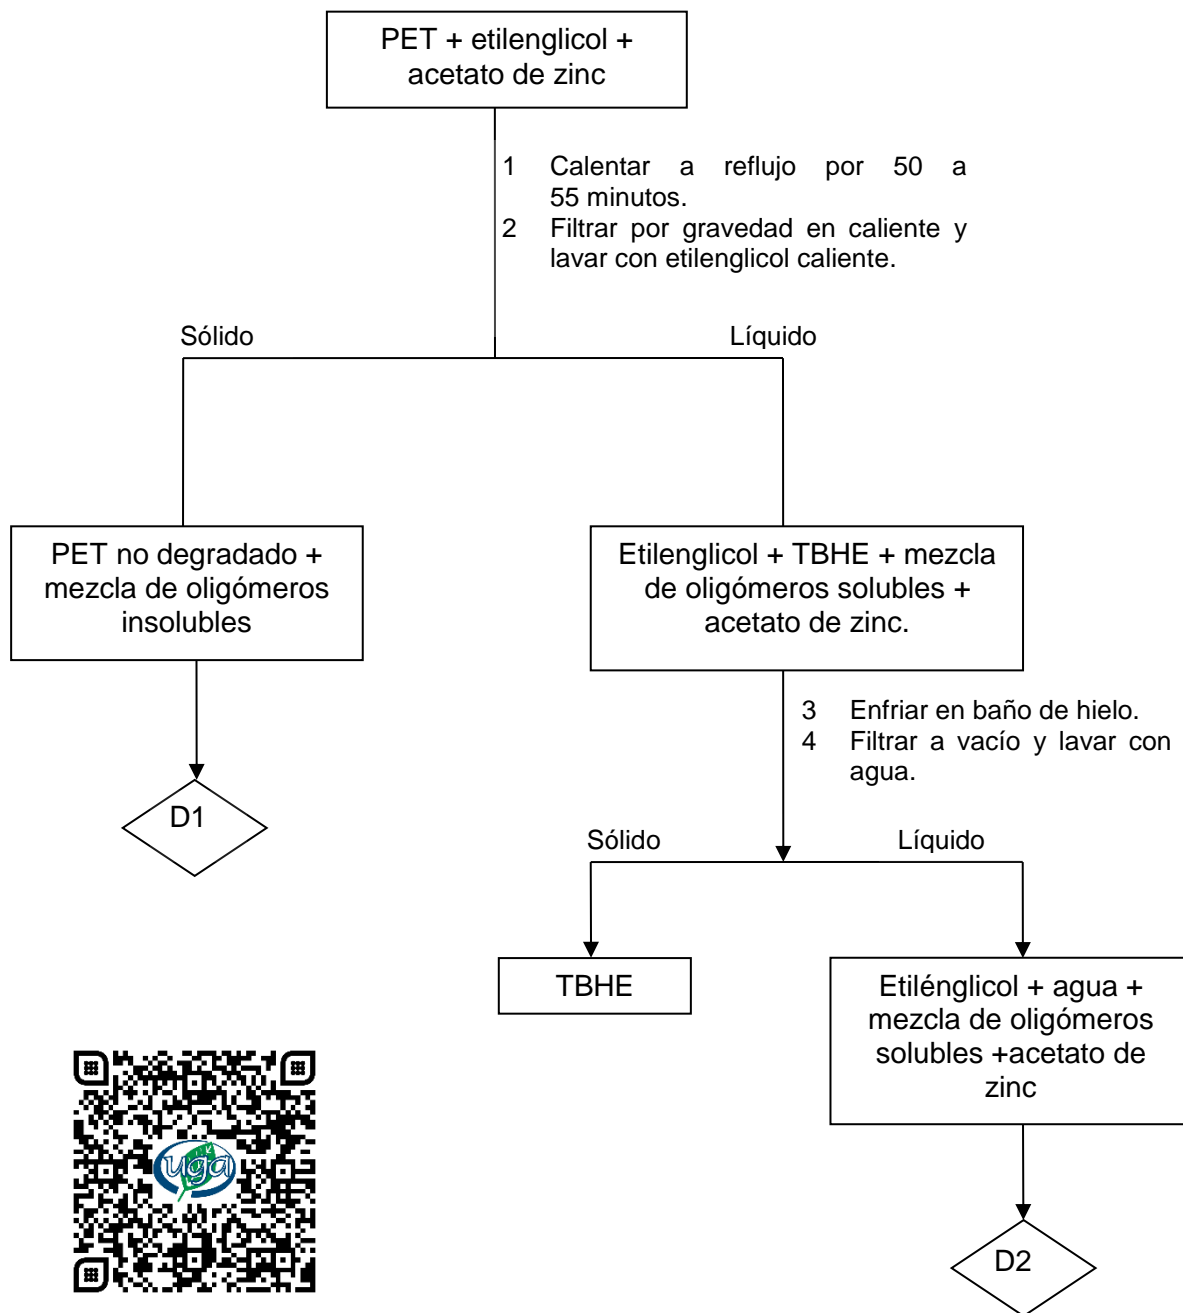 PET + etilenglicol +
acetato de zinc
1 Calentar a reflujo por 50 a
55 minutos.
2 Filtrar por gravedad en caliente y
lavar con etilenglicol caliente.
Sólido
Líquido
PET no degradado +
mezcla de oligómeros
insolubles
Etilenglicol + TBHE + mezcla
de oligómeros solubles +
acetato de zinc.
3 Enfriar en baño de hielo.
4 Filtrar a vacío y lavar con
agua.
D1
Sólido
Líquido
TBHE
Etilénglicol + agua +
mezcla de oligómeros
solubles +acetato de
zinc
uga
D2